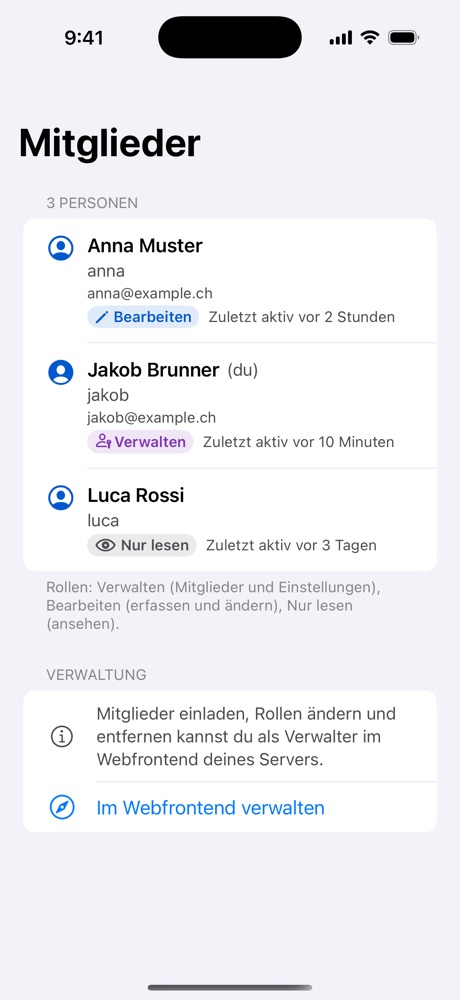 9:41
Mitglieder
3 PERSONEN
Anna Muster
anna
anna@example.ch
Bearbeiten Zuletzt aktiv vor 2 Stunden
Jakob Brunner (du)
jakob
jakob@example.ch
Verwalten Zuletzt aktiv vor 10 Minuten
Luca Rossi
luca
Nur lesen Zuletzt aktiv vor 3 Tagen
Rollen: Verwalten (Mitglieder und Einstellungen),
Bearbeiten (erfassen und ändern), Nur lesen
(ansehen).
VERWALTUNG
Mitglieder einladen, Rollen ändern und
entfernen kannst du als Verwalter im
Webfrontend deines Servers.
Im Webfrontend verwalten